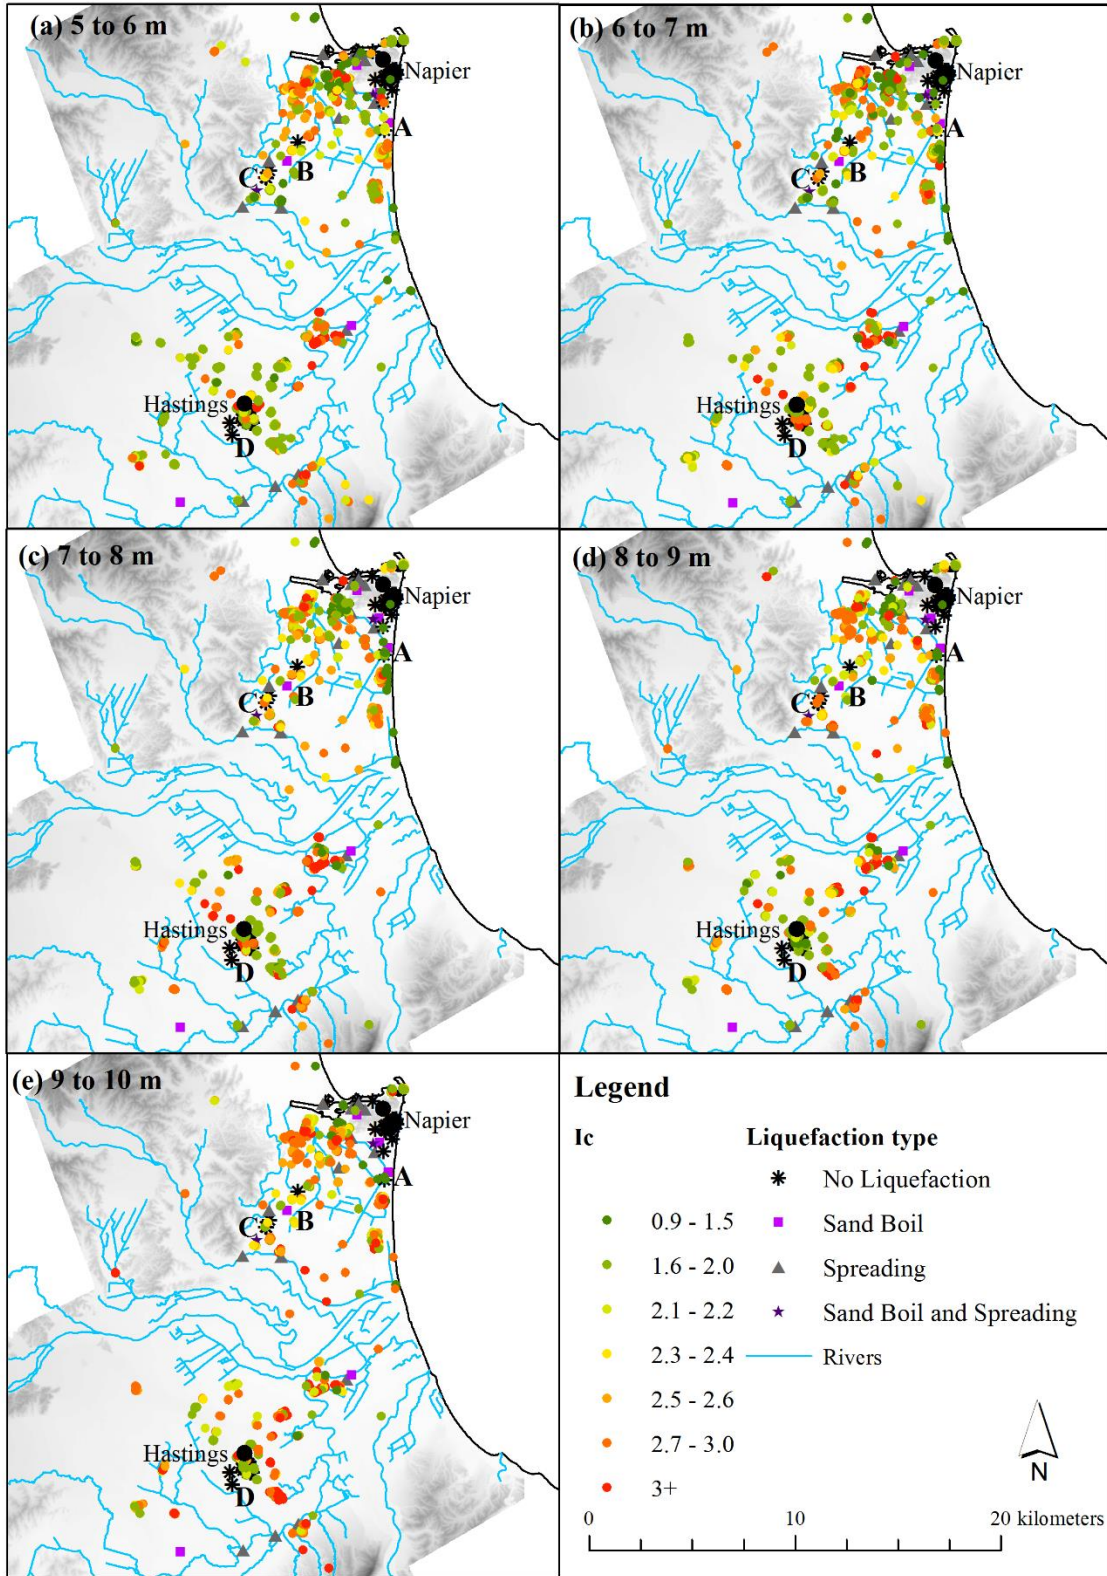 (a) 5 to 6 m
Napier
A
B
C
Hastings
D
(b) 6 to 7 m
Napier
A
B
C
Hastings
D
(c) 7 to 8 m
Napier
A
B
C
Hastings
D
(d) 8 to 9 m
Napier
A
B
C
Hastings
D
(e) 9 to 10 m
Napier
A
B
C
Hastings
D
Legend
Ic
0.9 - 1.5
1.6 - 2.0
2.1 - 2.2
2.3 - 2.4
2.5 - 2.6
2.7 - 3.0
3+
Liquefaction type
No Liquefaction
Sand Boil
Spreading
Sand Boil and Spreading
Rivers
N
0 10 20 kilometers